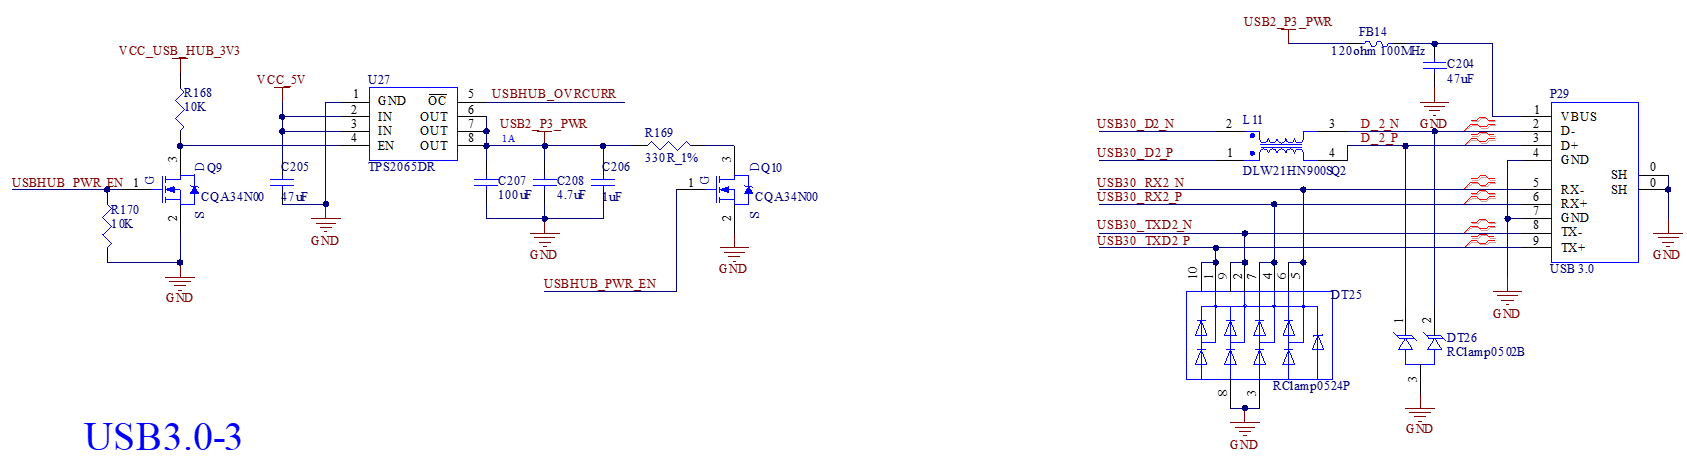 VCC_USB_HUB_3V3
R168
10K
USBHUB_PWR_EN
R170
10K
1
G
3
D
Q9
CQA34N00
2
S
GND
VCC_5V
C205
47uF
GND
U27
1
2
3
4
GND
IN
IN
EN
OC
OUT
OUT
OUT
5
6
7
8
TPS2065DR
USBHUB_OVRCURR
USB2_P3_PWR
1A
C207
100uF
C208
4.7uF
C206
1uF
GND
R169
330R_1%
USBHUB_PWR_EN
1
G
3
D
Q10
CQA34N00
2
S
GND
USB3.0-3
USB2_P3_PWR
FB14
120ohm 100MHz
C204
47uF
GND
USB30_D2_N
USB30_D2_P
2
L11
3
1
4
DLW21HN900SQ2
D_2_N
D_2_P
USB30_RX2_N
USB30_RX2_P
USB30_TXD2_N
USB30_TXD2_P
P29
1
2
3
4
5
6
7
8
9
VBUS
D-
D+
GND
RX-
RX+
GND
TX-
TX+
SH
SH
0
0
USB 3.0
GND
GND
10
1
9
2
7
4
6
5
DT25
RClamp0524P
8
3
GND
1
2
DT26
RClamp0502B
3
GND